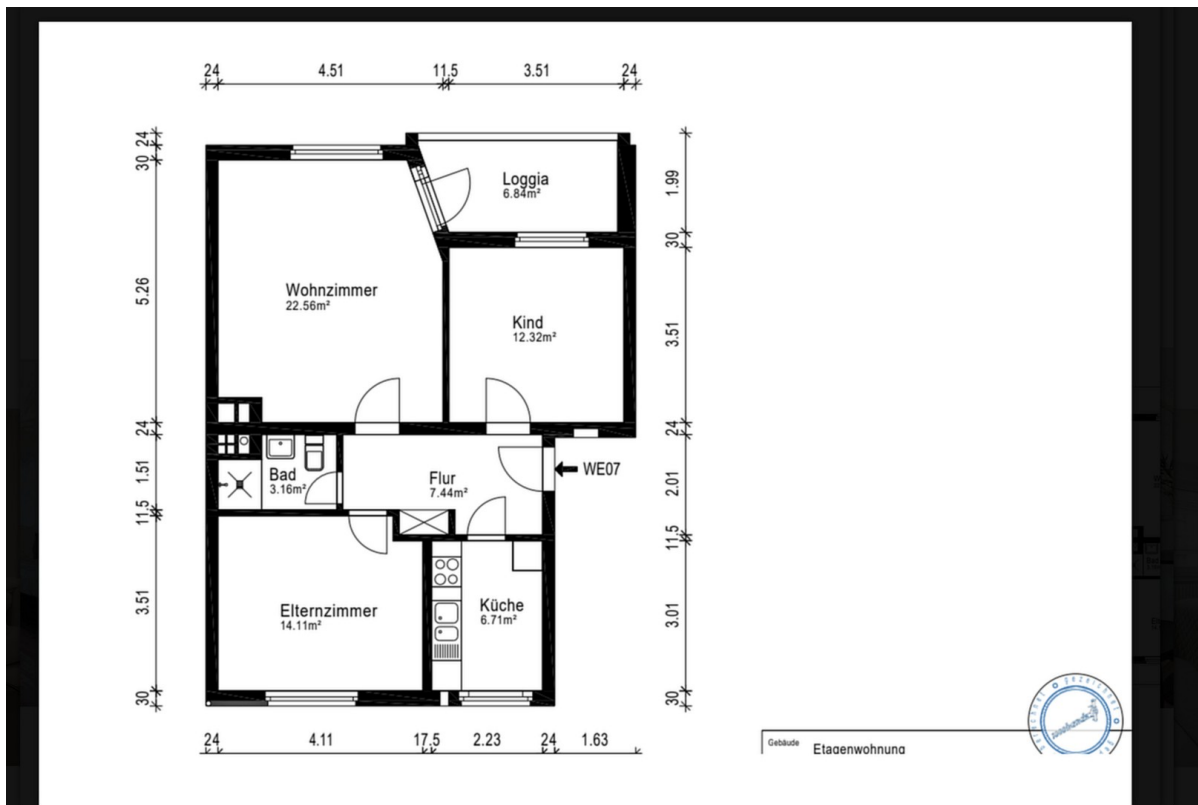 24 4.51 11.5 3.51 24
24
30
5.26
24
1.51
11.5
3.51
30
1.99
30
3.51
24
2.01
11.5
3.01
30
Loggia
6.84m²
Wohnzimmer
22.56m²
Kind
12.32m²
Bad
3.16m²
Flur
7.44m²
WE07
Elternzimmer
14.11m²
Küche
6.71m²
24 4.11 17.5 2.23 24 1.63
Gebäude
Etagenwohnung
gezeichnet